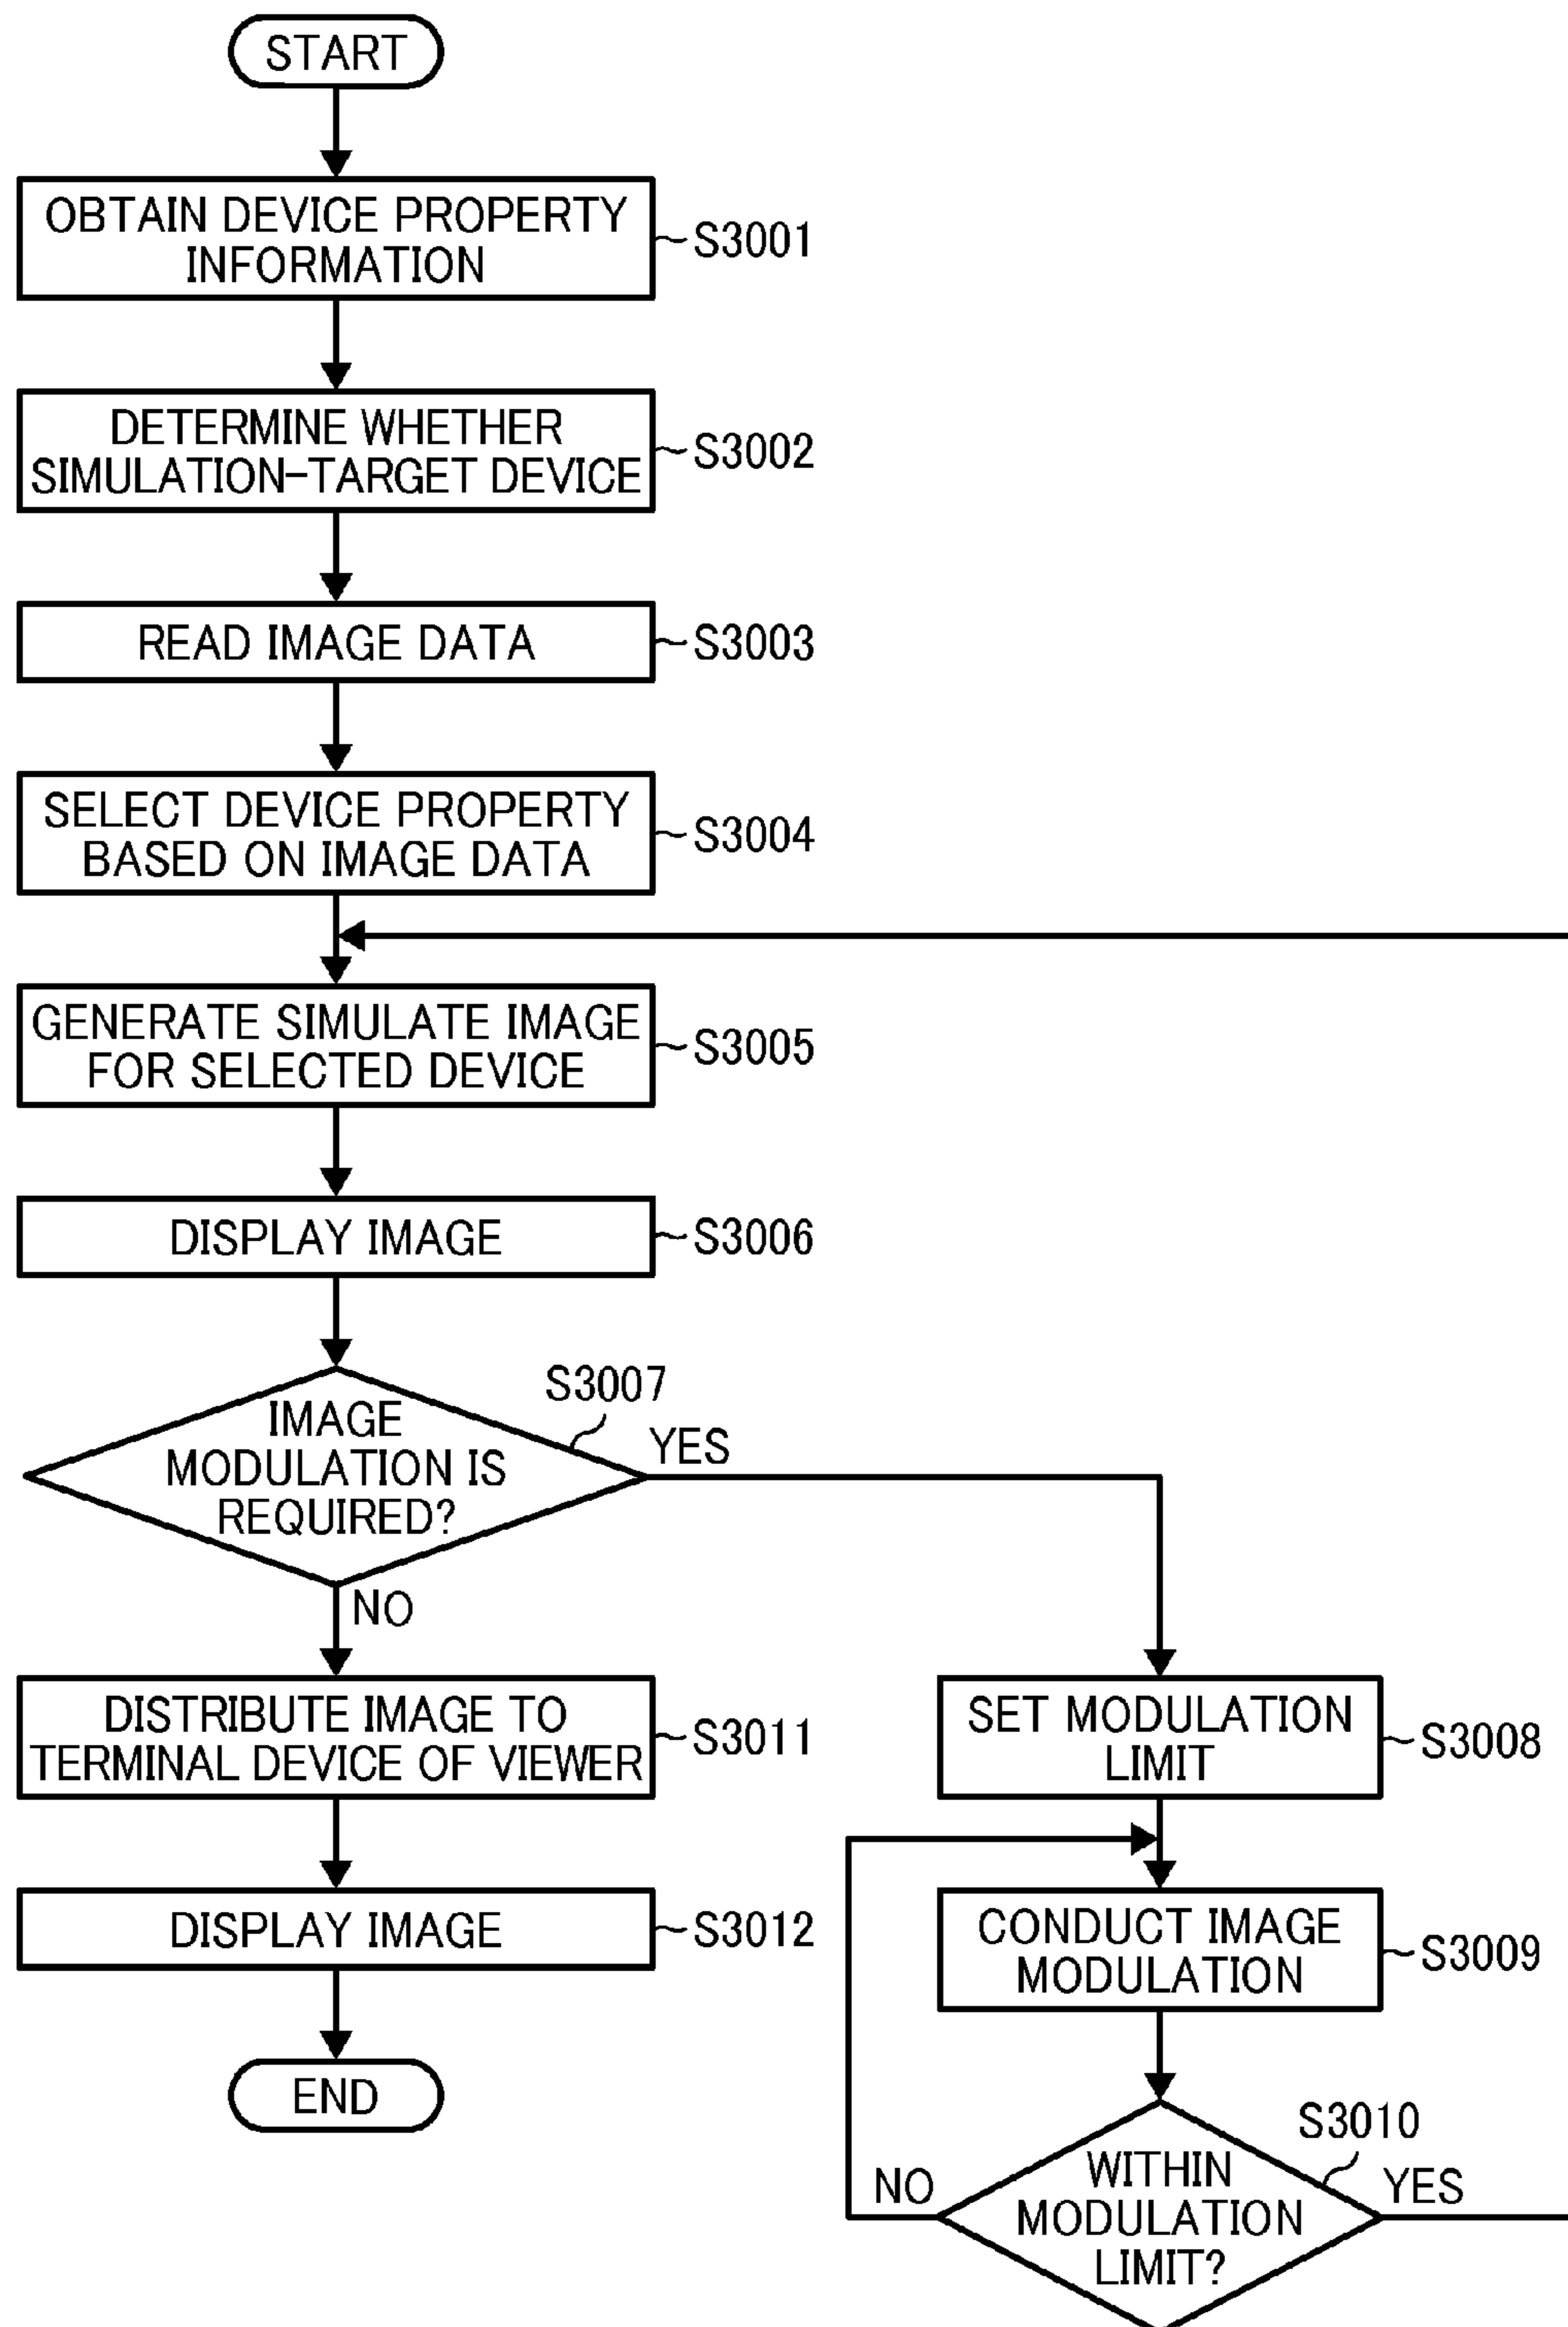 START
OBTAIN DEVICE PROPERTY
INFORMATION
S3001
DETERMINE WHETHER
SIMULATION-TARGET DEVICE
S3002
READ IMAGE DATA
S3003
SELECT DEVICE PROPERTY
BASED ON IMAGE DATA
S3004
GENERATE SIMULATE IMAGE
FOR SELECTED DEVICE
S3005
DISPLAY IMAGE
S3006
S3007
IMAGE
MODULATION IS
REQUIRED?
YES
NO
DISTRIBUTE IMAGE TO
TERMINAL DEVICE OF VIEWER
S3011
DISPLAY IMAGE
S3012
END
SET MODULATION
LIMIT
S3008
CONDUCT IMAGE
MODULATION
S3009
S3010
WITHIN
MODULATION
LIMIT?
NO
YES